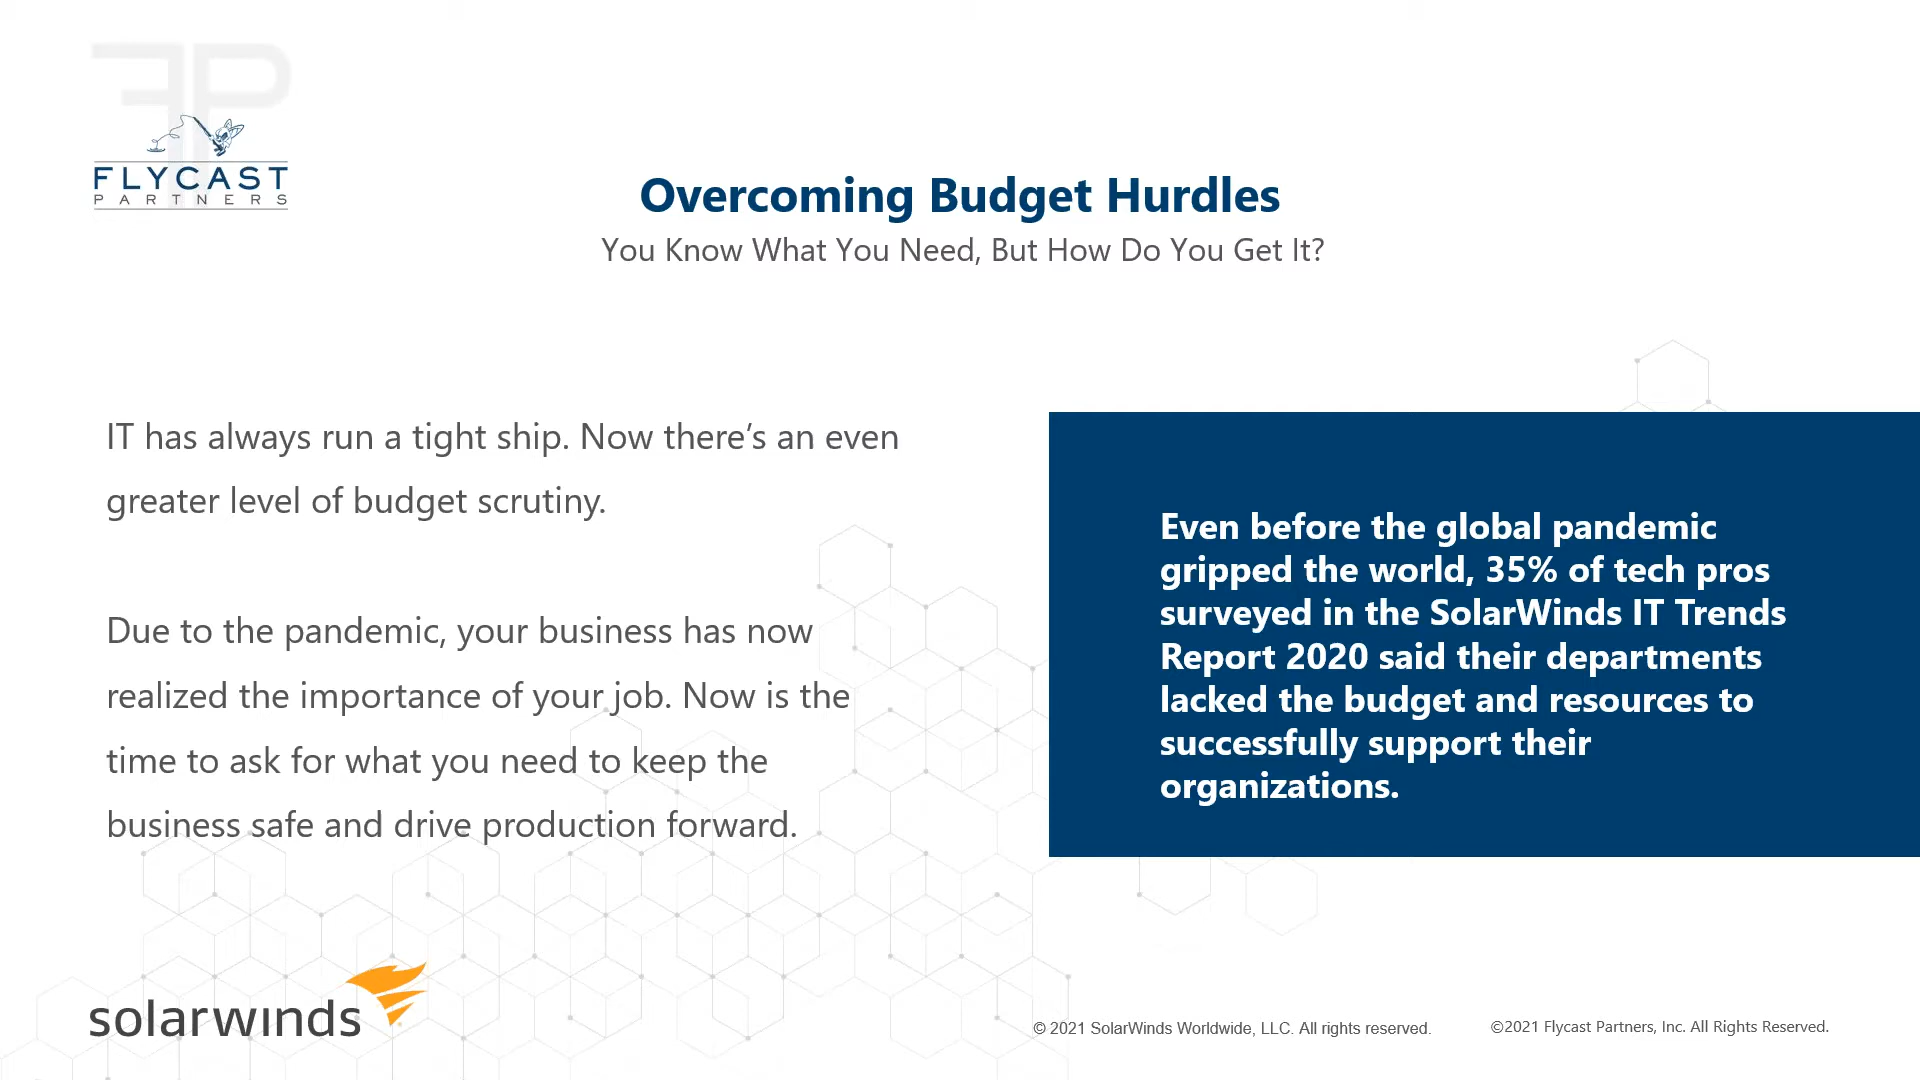 FP
FLYCAST
PARTNERS
Overcoming Budget Hurdles
You Know What You Need, But How Do You Get It?
IT has always run a tight ship. Now there’s an even
greater level of budget scrutiny.
Due to the pandemic, your business has now
realized the importance of your job. Now is the
time to ask for what you need to keep the
business safe and drive production forward.
Even before the global pandemic
gripped the world, 35% of tech pros
surveyed in the SolarWinds IT Trends
Report 2020 said their departments
lacked the budget and resources to
successfully support their
organizations.
solarwinds
© 2021 SolarWinds Worldwide, LLC. All rights reserved.
©2021 Flycast Partners, Inc. All Rights Reserved.